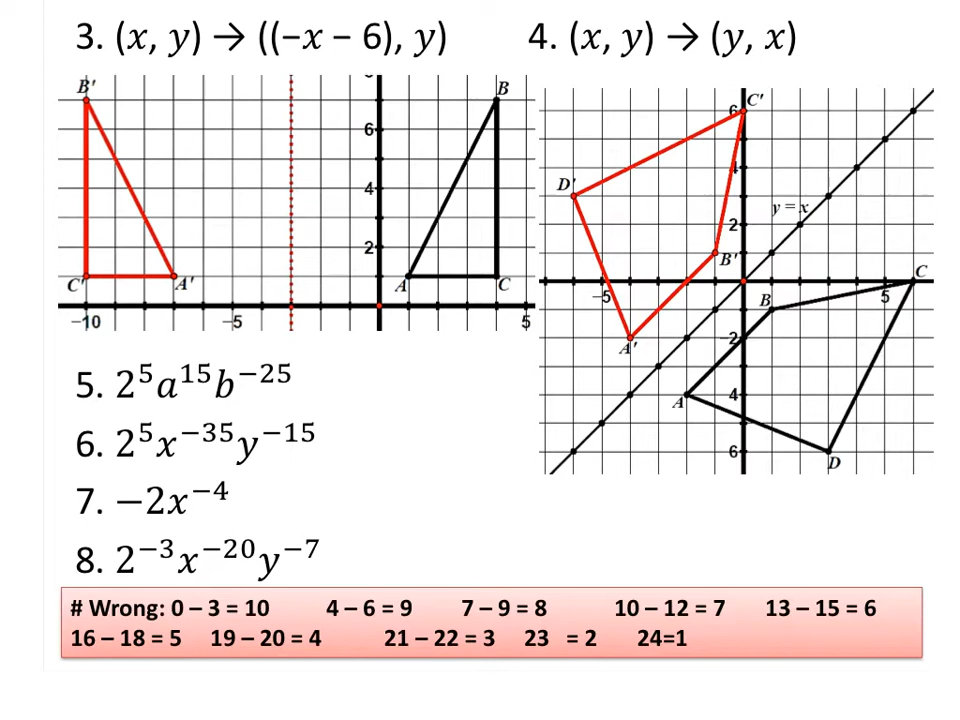 3. (x, y) → ((−x − 6), y)
4. (x, y) → (y, x)
B'
B
6
4
2
C'
A'
A
C
−10
−5
5
C'
6
4
D'
y = x
2
B'
C
−5
B
5
A'
−2
A
4
6
D
5. 2⁵a¹⁵b⁻²⁵
6. 2⁵x⁻³⁵y⁻¹⁵
7. −2x⁻⁴
8. 2⁻³x⁻²⁰y⁻⁷
# Wrong: 0 – 3 = 10 4 – 6 = 9 7 – 9 = 8 10 – 12 = 7 13 – 15 = 6
16 – 18 = 5 19 – 20 = 4 21 – 22 = 3 23 = 2 24=1